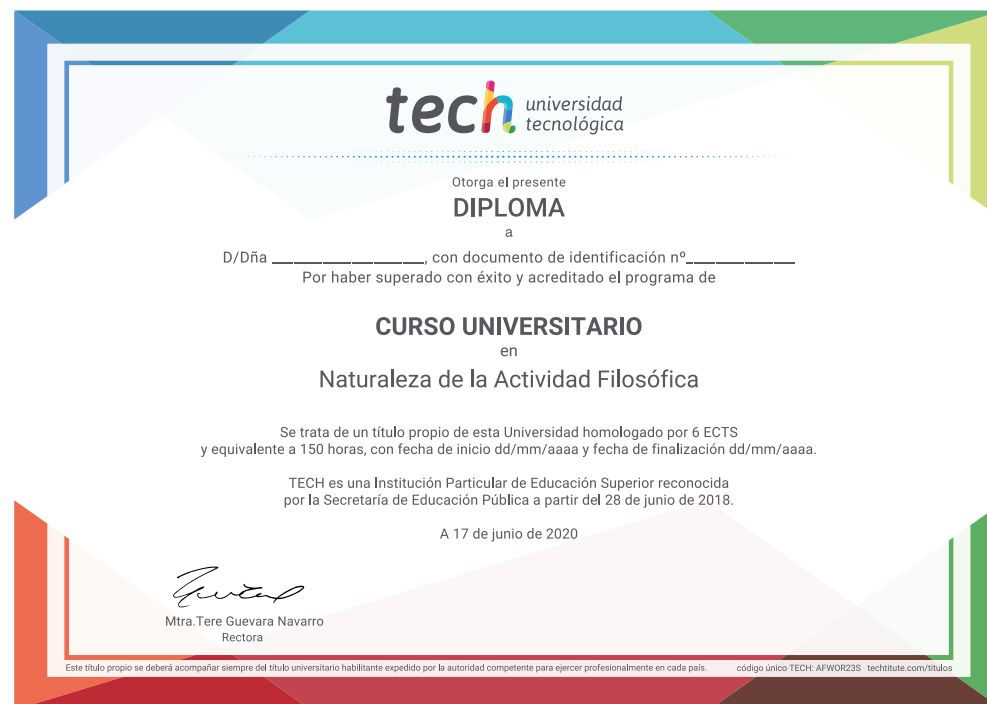 tech universidad
tecnológica
Otorga el presente
DIPLOMA
a
D/Dña ____________________, con documento de identificación nº______________
Por haber superado con éxito y acreditado el programa de
CURSO UNIVERSITARIO
en
Naturaleza de la Actividad Filosófica
Se trata de un título propio de esta Universidad homologado por 6 ECTS
y equivalente a 150 horas, con fecha de inicio dd/mm/aaaa y fecha de finalización dd/mm/aaaa.
TECH es una Institución Particular de Educación Superior reconocida
por la Secretaría de Educación Pública a partir del 28 de junio de 2018.
A 17 de junio de 2020
Mtra.Tere Guevara Navarro
Rectora
Este título propio se deberá acompañar siempre del título universitario habilitante expedido por la autoridad competente para ejercer profesionalmente en cada país. código único TECH: AFWOR23S techtitute.com/titulos